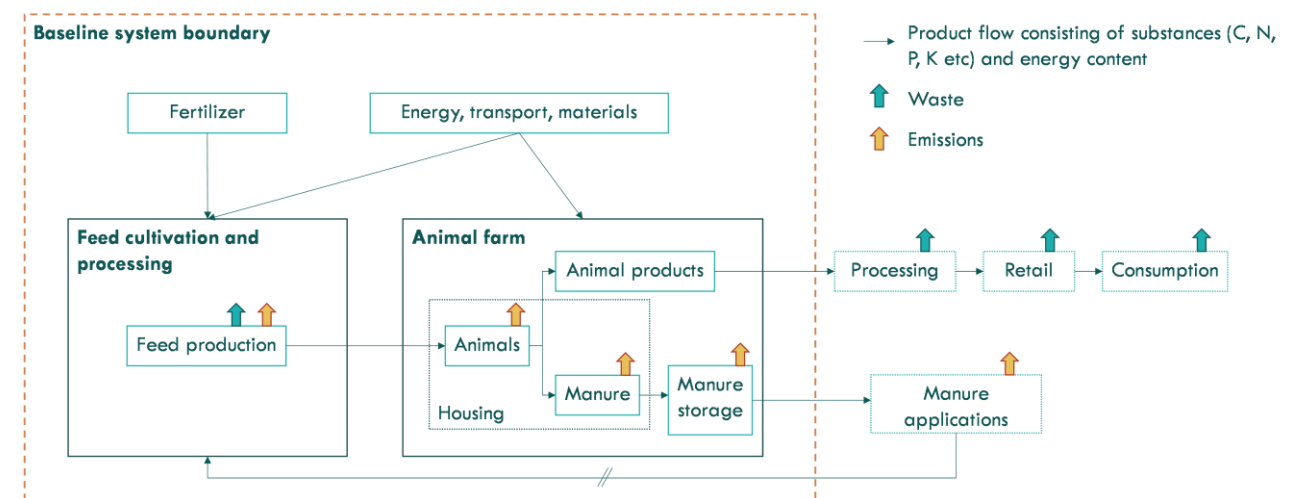 Baseline system boundary
Product flow consisting of substances (C, N,
P, K etc) and energy content
Waste
Emissions
Fertilizer
Energy, transport, materials
Feed cultivation and
processing
Feed production
Animal farm
Animal products
Animals
Manure
Housing
Manure
storage
Processing
Retail
Consumption
Manure
applications